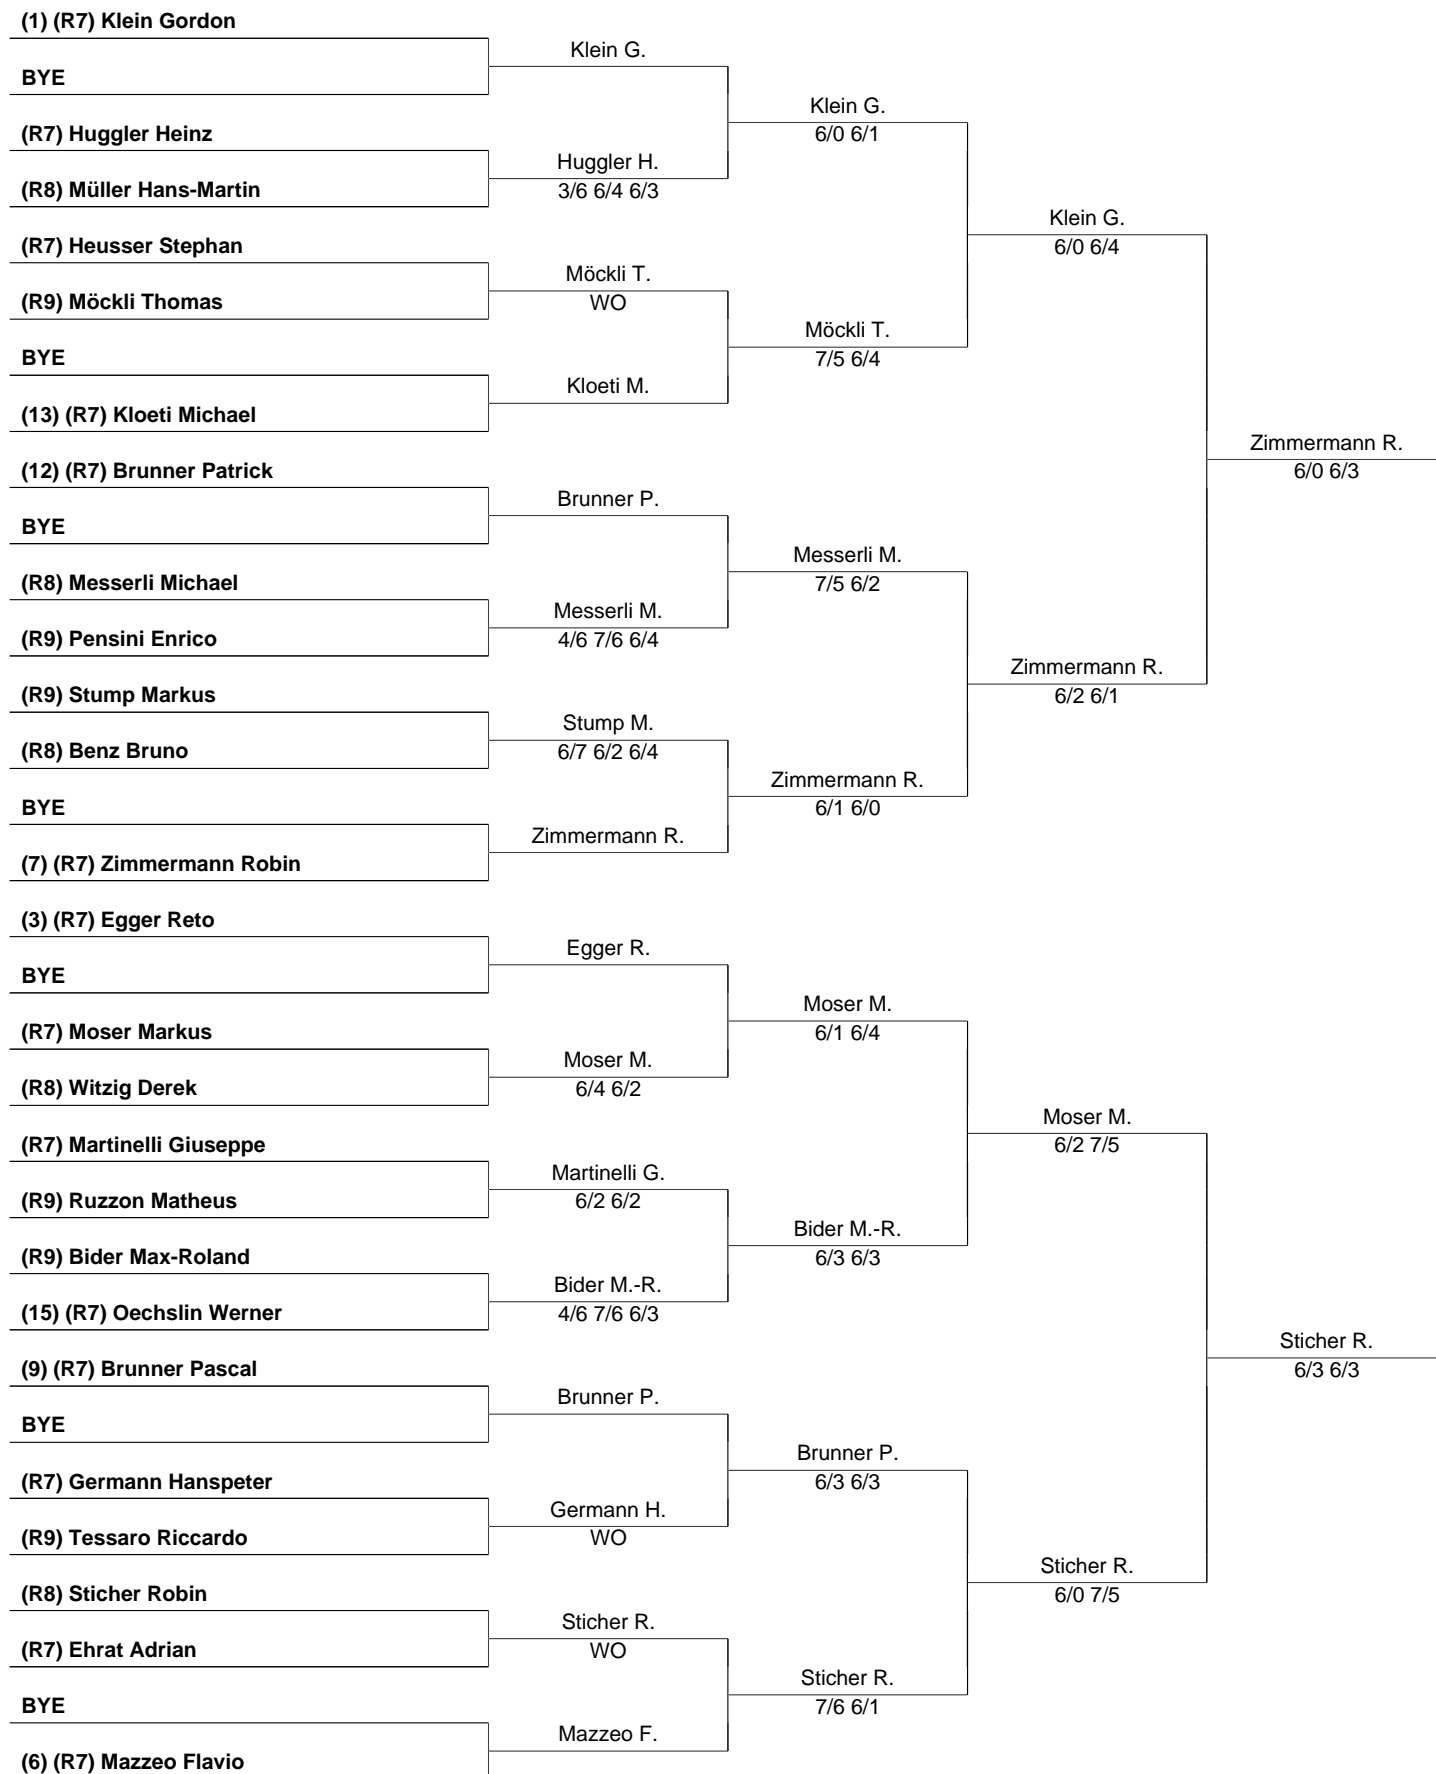 (1) (R7) Klein Gordon
BYE
(R7) Huggler Heinz
(R8) Müller Hans-Martin
(R7) Heusser Stephan
(R9) Möckli Thomas
BYE
(13) (R7) Kloeti Michael
(12) (R7) Brunner Patrick
BYE
(R8) Messerli Michael
(R9) Pensini Enrico
(R9) Stump Markus
(R8) Benz Bruno
BYE
(7) (R7) Zimmermann Robin
(3) (R7) Egger Reto
BYE
(R7) Moser Markus
(R8) Witzig Derek
(R7) Martinelli Giuseppe
(R9) Ruzzon Matheus
(R9) Bider Max-Roland
(15) (R7) Oechslin Werner
(9) (R7) Brunner Pascal
BYE
(R7) Germann Hanspeter
(R9) Tessaro Riccardo
(R8) Sticher Robin
(R7) Ehrat Adrian
BYE
(6) (R7) Mazzeo Flavio
Klein G.
Huggler H.
3/6 6/4 6/3
Möckli T.
WO
Kloeti M.
Brunner P.
Messerli M.
4/6 7/6 6/4
Stump M.
6/7 6/2 6/4
Zimmermann R.
Egger R.
Moser M.
6/4 6/2
Martinelli G.
6/2 6/2
Bider M.-R.
4/6 7/6 6/3
Brunner P.
Germann H.
WO
Sticher R.
WO
Mazzeo F.
Klein G.
6/0 6/1
Möckli T.
7/5 6/4
Messerli M.
7/5 6/2
Zimmermann R.
6/1 6/0
Moser M.
6/1 6/4
Bider M.-R.
6/3 6/3
Brunner P.
6/3 6/3
Sticher R.
7/6 6/1
Klein G.
6/0 6/4
Zimmermann R.
6/2 6/1
Moser M.
6/2 7/5
Sticher R.
6/0 7/5
Zimmermann R.
6/0 6/3
Sticher R.
6/3 6/3